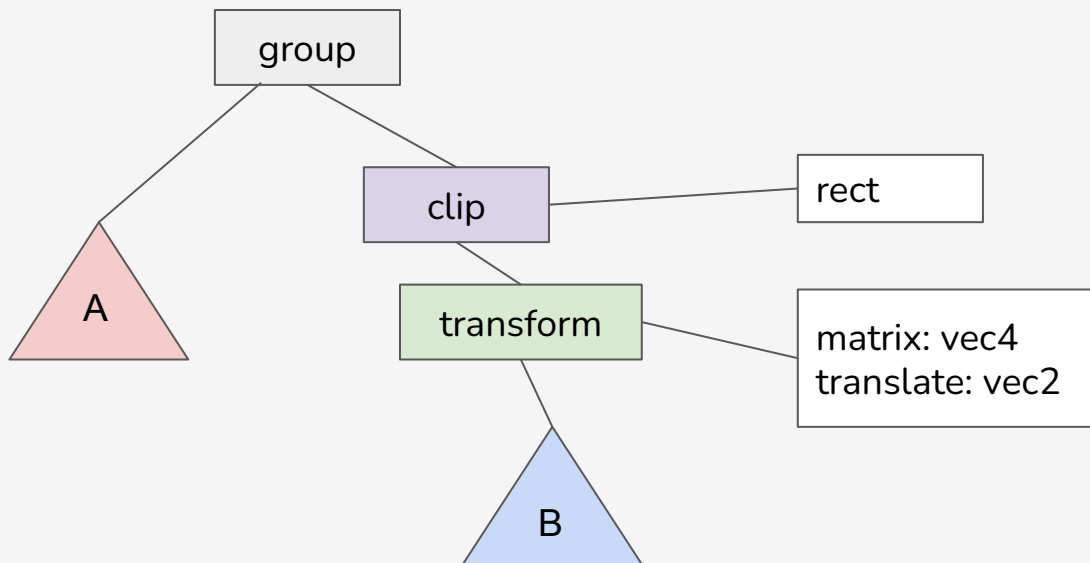 group
clip
rect
A
transform
matrix: vec4
translate: vec2
B